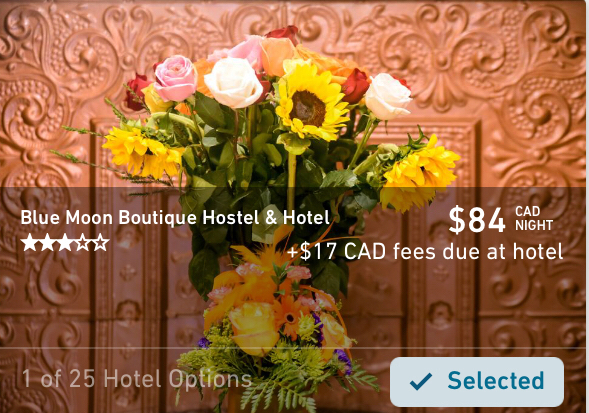 Blue Moon Boutique Hostel & Hotel
$84 CAD NIGHT
+$17 CAD fees due at hotel
1 of 25 Hotel Options
Selected